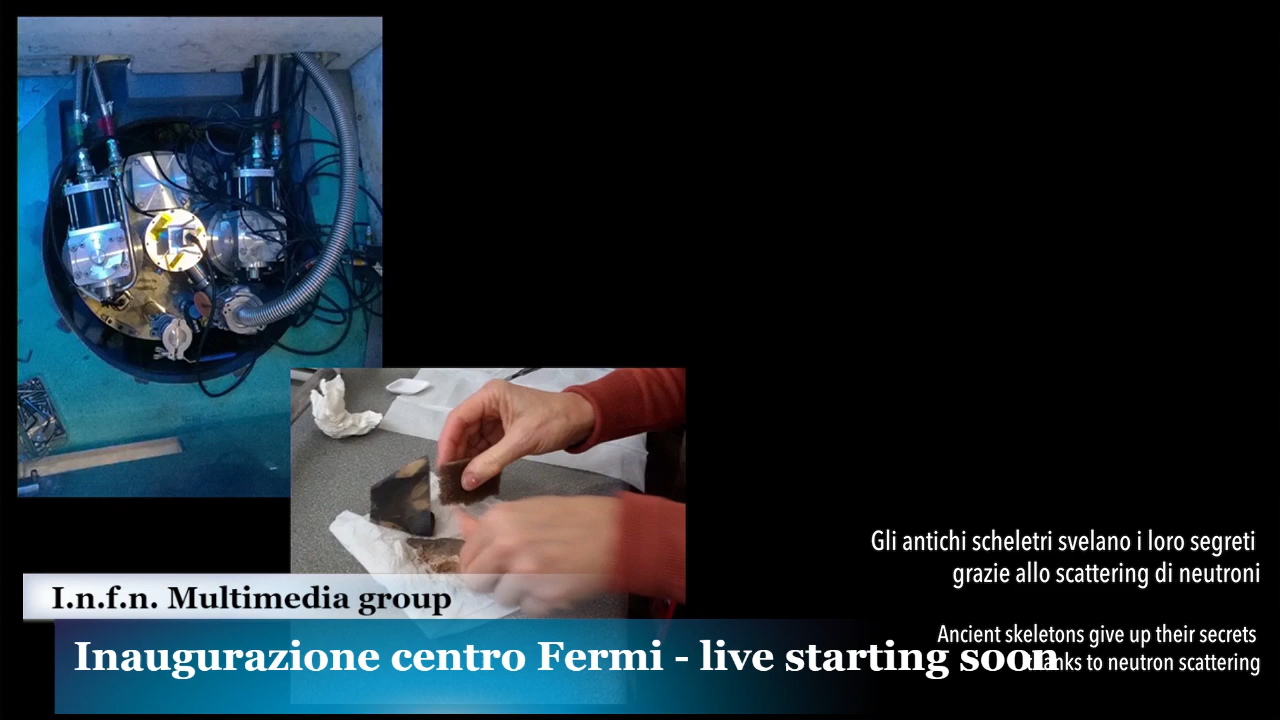 Gli antichi scheletri svelano i loro segreti
grazie allo scattering di neutroni
I.n.f.n. Multimedia group
Ancient skeletons give up their secrets
thanks to neutron scattering
Inaugurazione centro Fermi - live starting soon